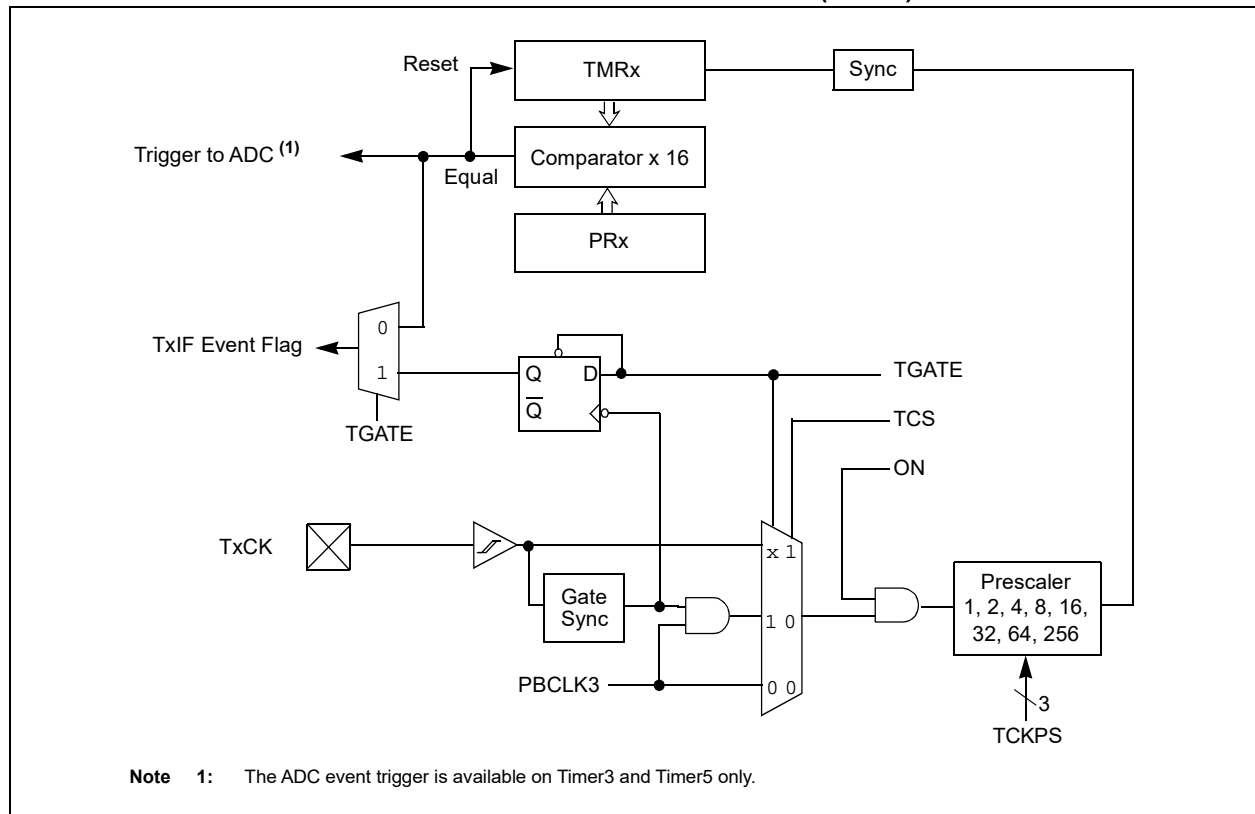 Reset
TMRx
Sync
Trigger to ADC (1)
Equal
Comparator x 16
PRx
TxIF Event Flag
0
1
TGATE
Q
D
Q
TGATE
TCS
ON
TxCK
x 1
Gate
Sync
1 0
PBCLK3
0 0
Prescaler
1, 2, 4, 8, 16,
32, 64, 256
3
TCKPS
Note 1: The ADC event trigger is available on Timer3 and Timer5 only.